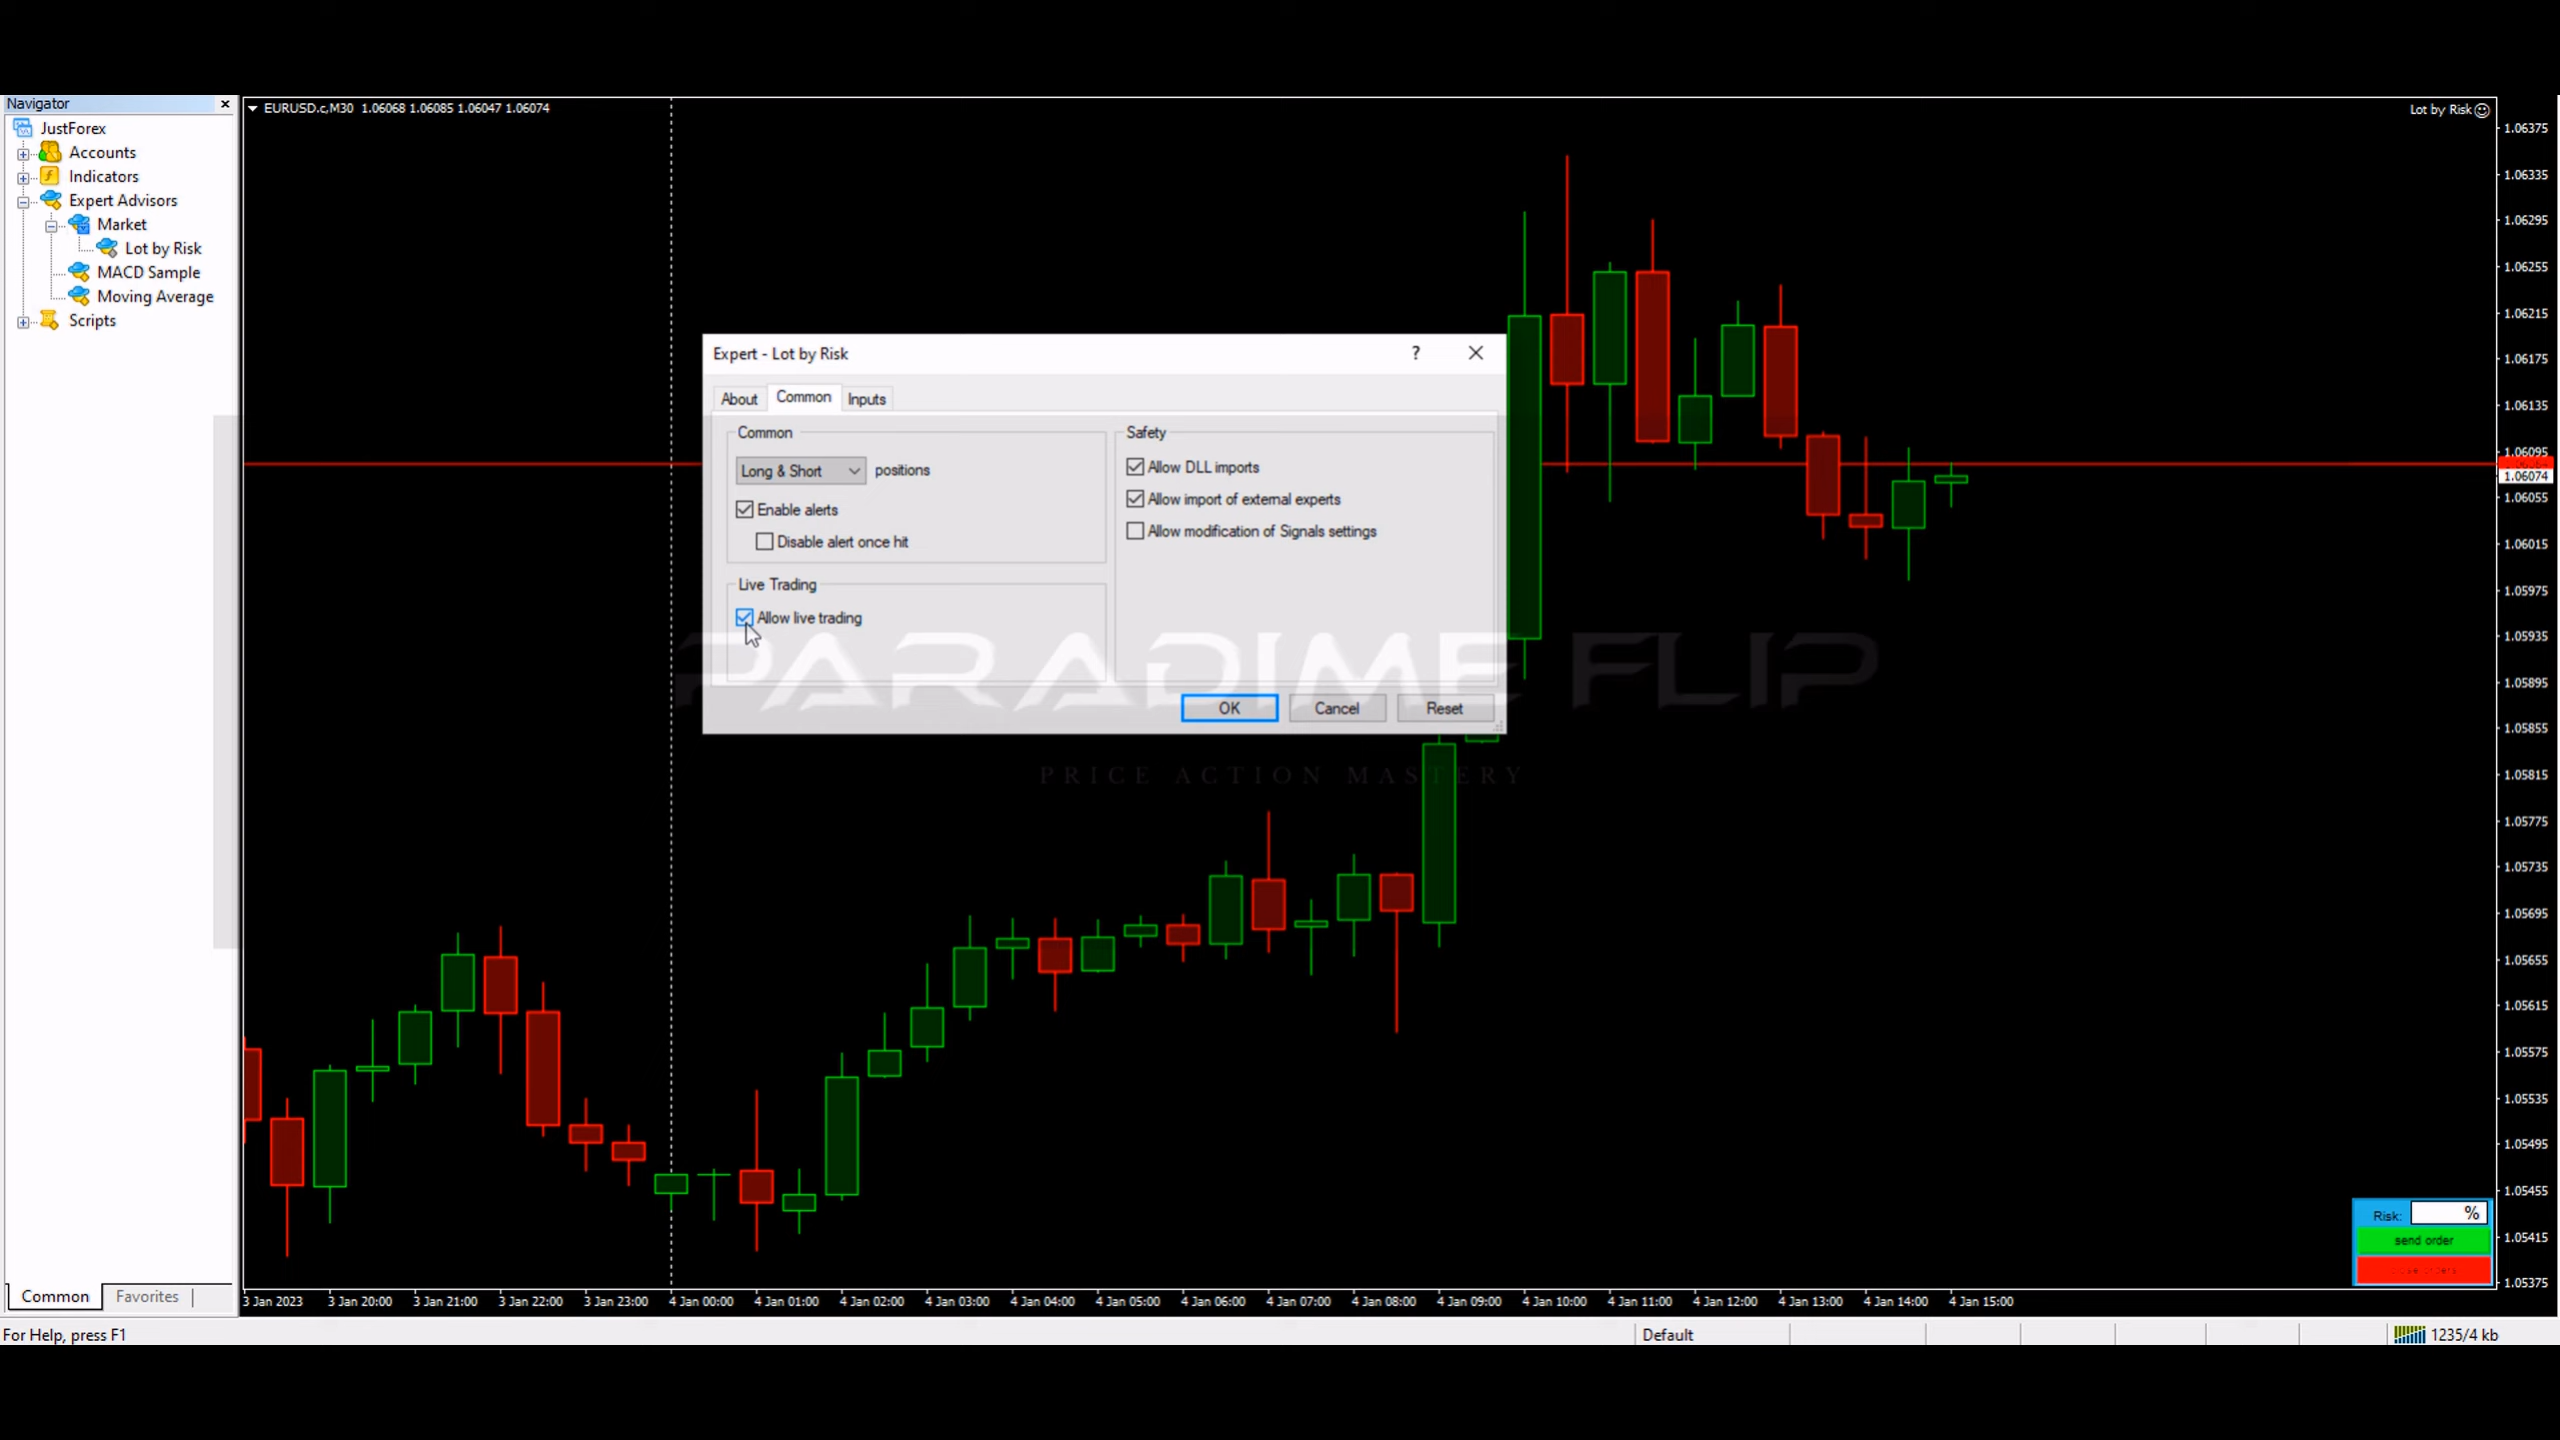 Navigator
JustForex
Accounts
Indicators
Expert Advisors
Market
Lot by Risk
MACD Sample
Moving Average
Scripts
Common
Favorites
For Help, press F1
EURUSD.c,M30 1.06068 1.06085 1.06047 1.06074
Lot by Risk
Expert - Lot by Risk
?
About
Common
Inputs
Common
Long & Short
positions
Enable alerts
Disable alert once hit
Live Trading
Allow live trading
Safety
Allow DLL imports
Allow import of external experts
Allow modification of Signals settings
OK
Cancel
Reset
PARADIME FLIP
PRICE ACTION MASTERY
1.06375
1.06335
1.06295
1.06255
1.06215
1.06175
1.06135
1.06095
1.06074
1.06055
1.06015
1.05975
1.05935
1.05895
1.05855
1.05815
1.05775
1.05735
1.05695
1.05655
1.05615
1.05575
1.05535
1.05495
1.05455
1.05415
1.05375
Risk: %
send order
3 Jan 2023
3 Jan 20:00
3 Jan 21:00
3 Jan 22:00
3 Jan 23:00
4 Jan 00:00
4 Jan 01:00
4 Jan 02:00
4 Jan 03:00
4 Jan 04:00
4 Jan 05:00
4 Jan 06:00
4 Jan 07:00
4 Jan 08:00
4 Jan 09:00
4 Jan 10:00
4 Jan 11:00
4 Jan 12:00
4 Jan 13:00
4 Jan 14:00
4 Jan 15:00
Default
1235/4 kb